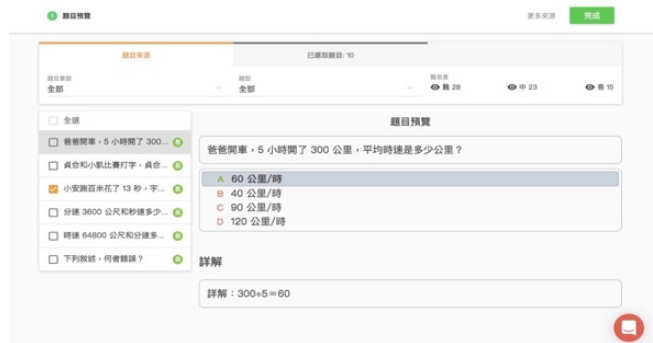 1 題目預覽
更多來源
完成
題目來源
已選取題目: 10
題目章節
全部
題型
全部
難易度
難 28
中 23
易 15
全選
爸爸開車，5 小時開了 300...
貞合和小凱比賽打字，貞合...
小安跑百米花了 13 秒，宇...
分速 3600 公尺和秒速多少...
時速 64800 公尺和分速多...
下列敘述，何者錯誤？
題目預覽
爸爸開車，5 小時開了 300 公里，平均時速是多少公里？
A 60 公里/時
B 40 公里/時
C 90 公里/時
D 120 公里/時
詳解
詳解：300÷5＝60